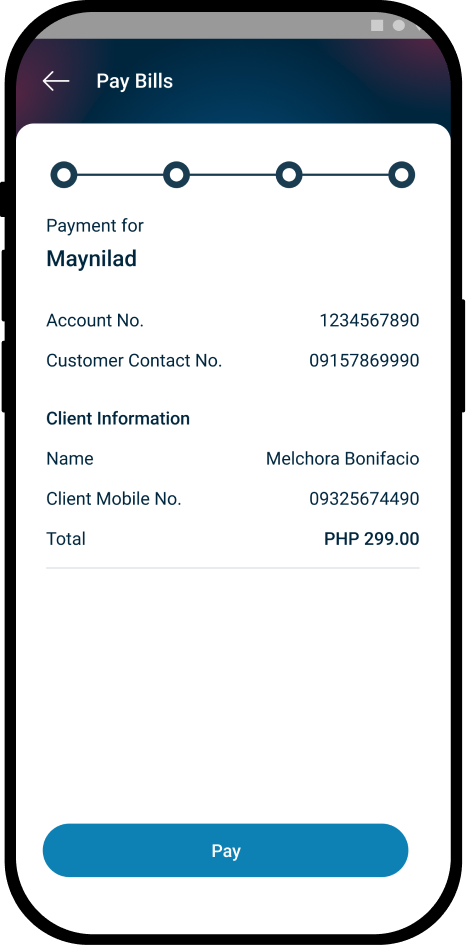 Pay Bills
Payment for
Maynilad
Account No. 1234567890
Customer Contact No. 09157869990
Client Information
Name Melchora Bonifacio
Client Mobile No. 09325674490
Total PHP 299.00
Pay